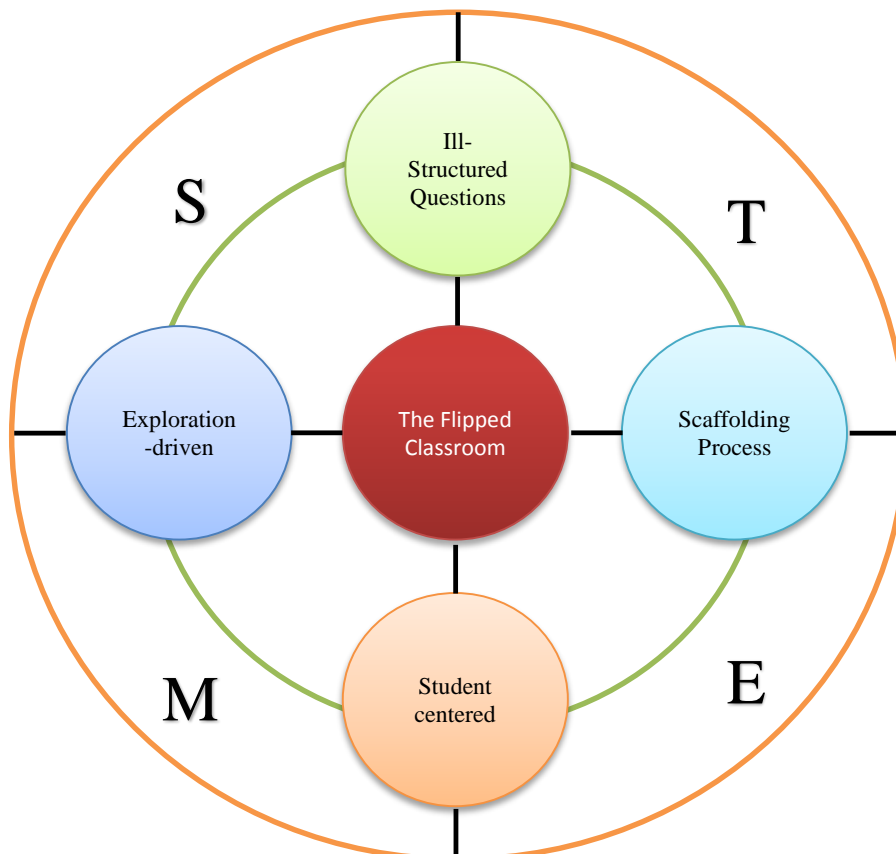 Ill-
Structured
Questions
S
T
Exploration
-driven
The Flipped
Classroom
Scaffolding
Process
M
Student
centered
E